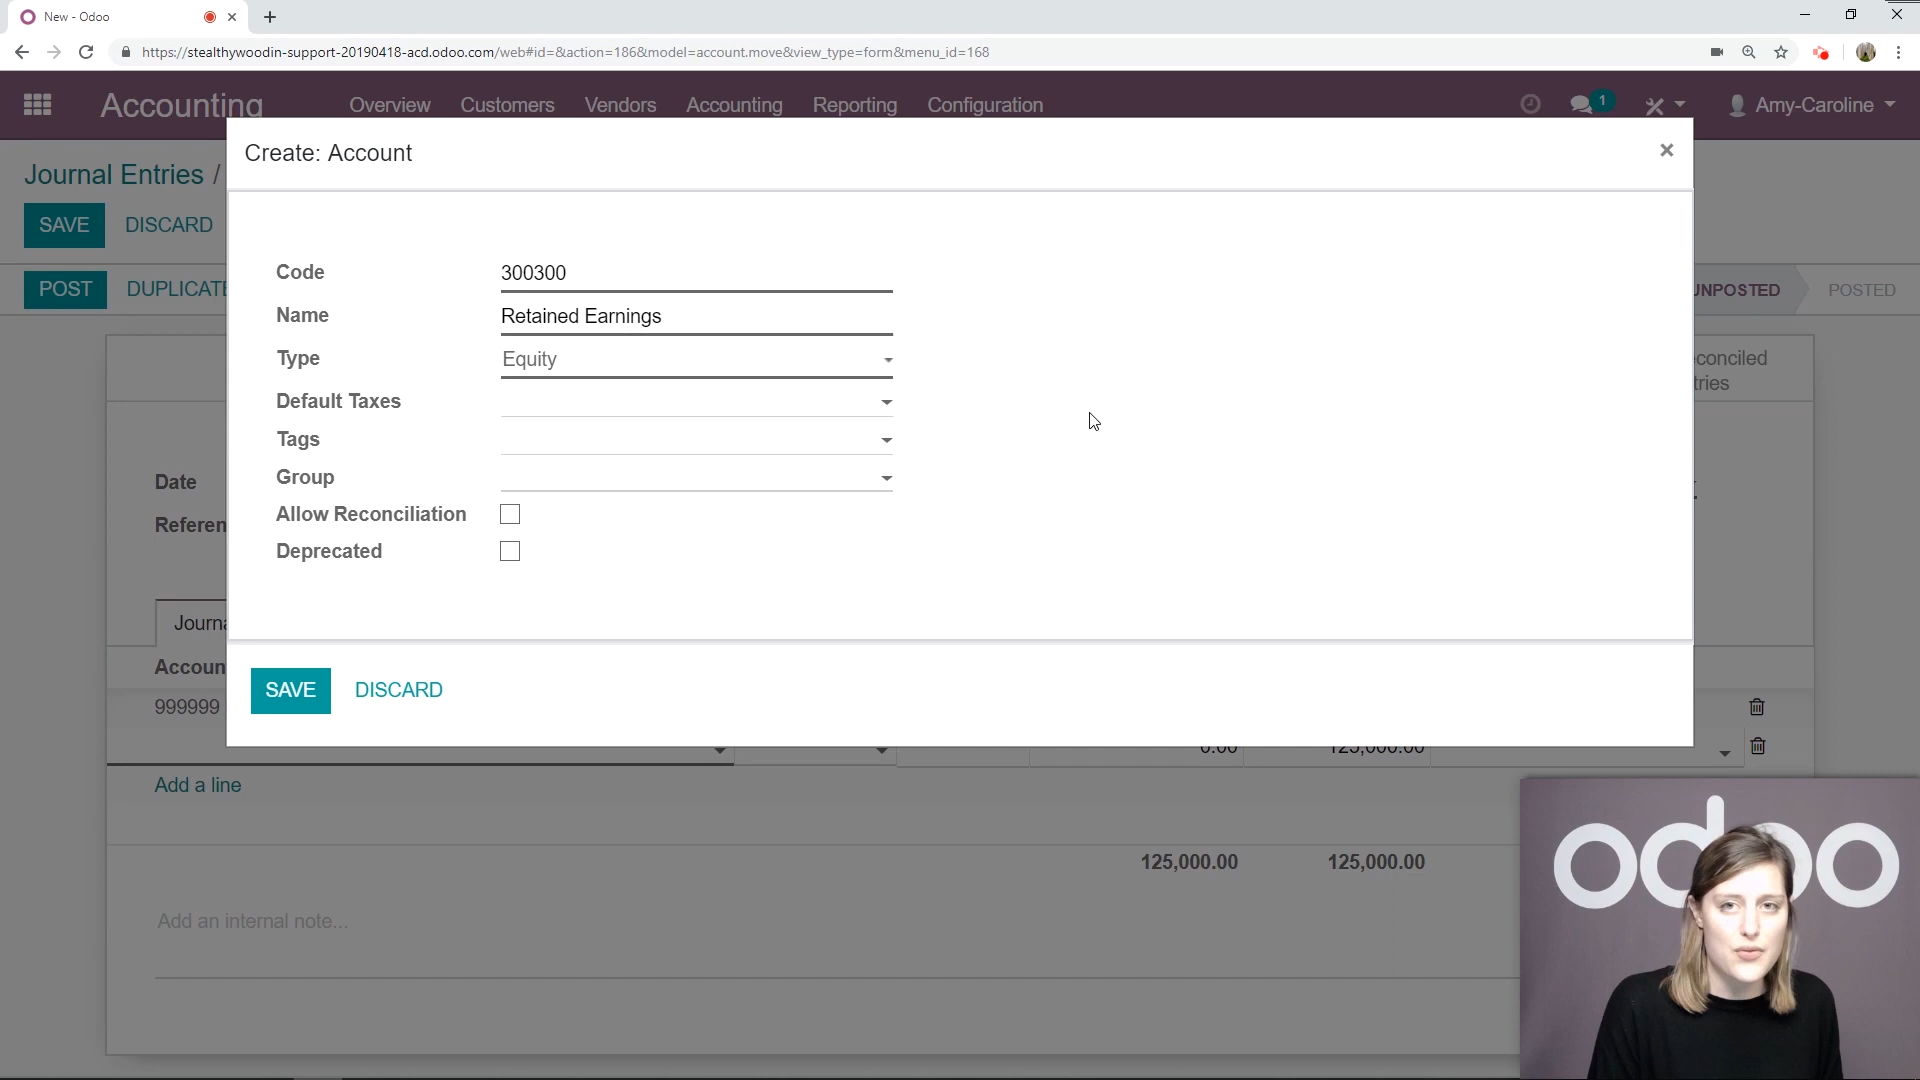 New - Odoo
https://stealthywoodin-support-20190418-acd.odoo.com/web#id=&action=186&model=account.move&view_type=form&menu_id=168
Accounting Overview Customers Vendors Accounting Reporting Configuration 1 Amy-Caroline
Create: Account
Journal Entries /
SAVE DISCARD
Code 300300
POST DUPLICATE UNPOSTED POSTED
Name Retained Earnings
Type Equity
Default Taxes
Tags
Group
Date
Allow Reconciliation
Deprecated
SAVE DISCARD
999999
0.00 125,000.00
Add a line
125,000.00 125,000.00
Add an internal note...
odoo